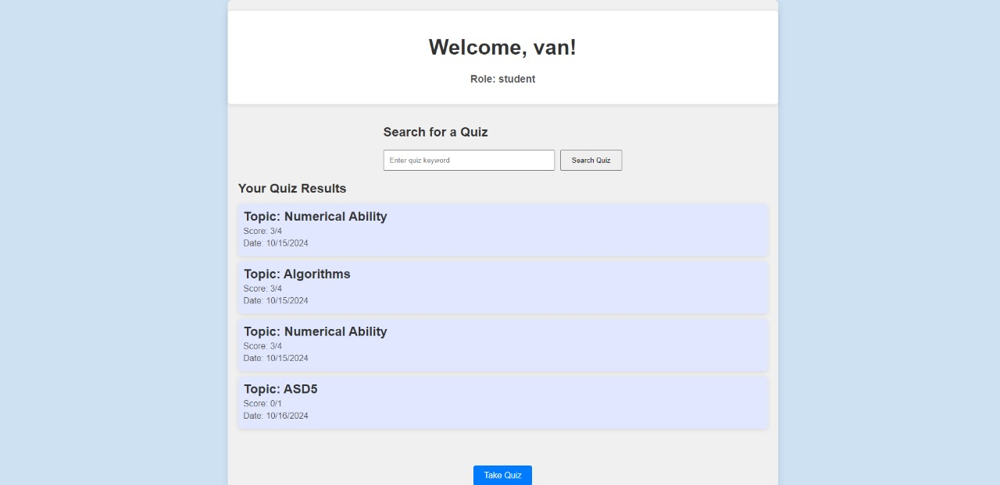 Welcome, van!
Role: student
Search for a Quiz
Enter quiz keyword
Search Quiz
Your Quiz Results
Topic: Numerical Ability
Score: 3/4
Date: 10/15/2024
Topic: Algorithms
Score: 3/4
Date: 10/15/2024
Topic: Numerical Ability
Score: 3/4
Date: 10/15/2024
Topic: ASD5
Score: 0/1
Date: 10/16/2024
Take Quiz